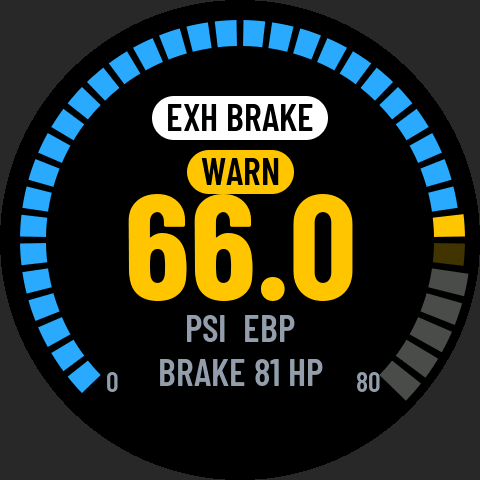 EXH BRAKE
WARN
66.0
PSI EBP
BRAKE 81 HP
0 80